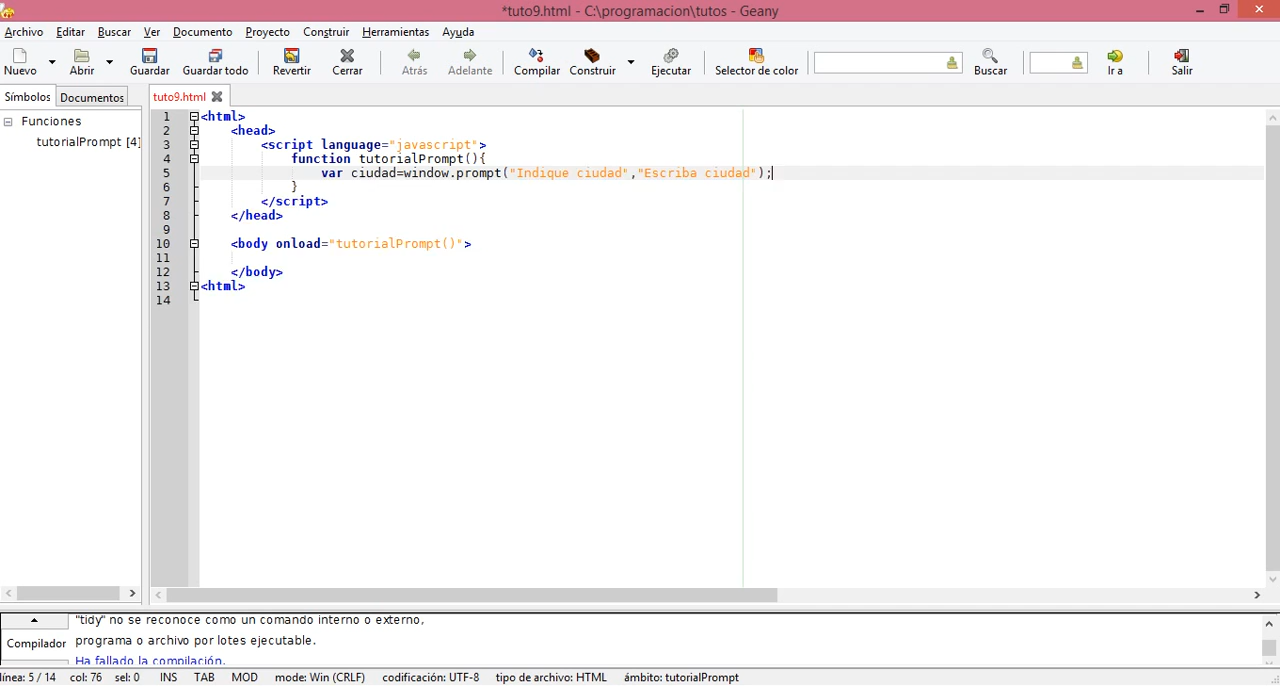 *tuto9.html - C:\programacion\tutos - Geany
Archivo Editar Buscar Ver Documento Proyecto Construir Herramientas Ayuda
Nuevo Abrir Guardar Guardar todo Revertir Cerrar Atrás Adelante Compilar Construir Ejecutar Selector de color Buscar Ir a Salir
Símbolos Documentos tuto9.html
Funciones
tutorialPrompt [4]
1 <html>
2 <head>
3 <script language="javascript">
4 function tutorialPrompt(){
5 var ciudad=window.prompt("Indique ciudad","Escriba ciudad");
6 }
7 </script>
8 </head>
9
10 <body onload="tutorialPrompt()">
11
12 </body>
13 <html>
14
Compilador
"tidy" no se reconoce como un comando interno o externo,
programa o archivo por lotes ejecutable.
Ha fallado la compilación.
línea: 5 / 14 col: 76 sel: 0 INS TAB MOD mode: Win (CRLF) codificación: UTF-8 tipo de archivo: HTML ámbito: tutorialPrompt